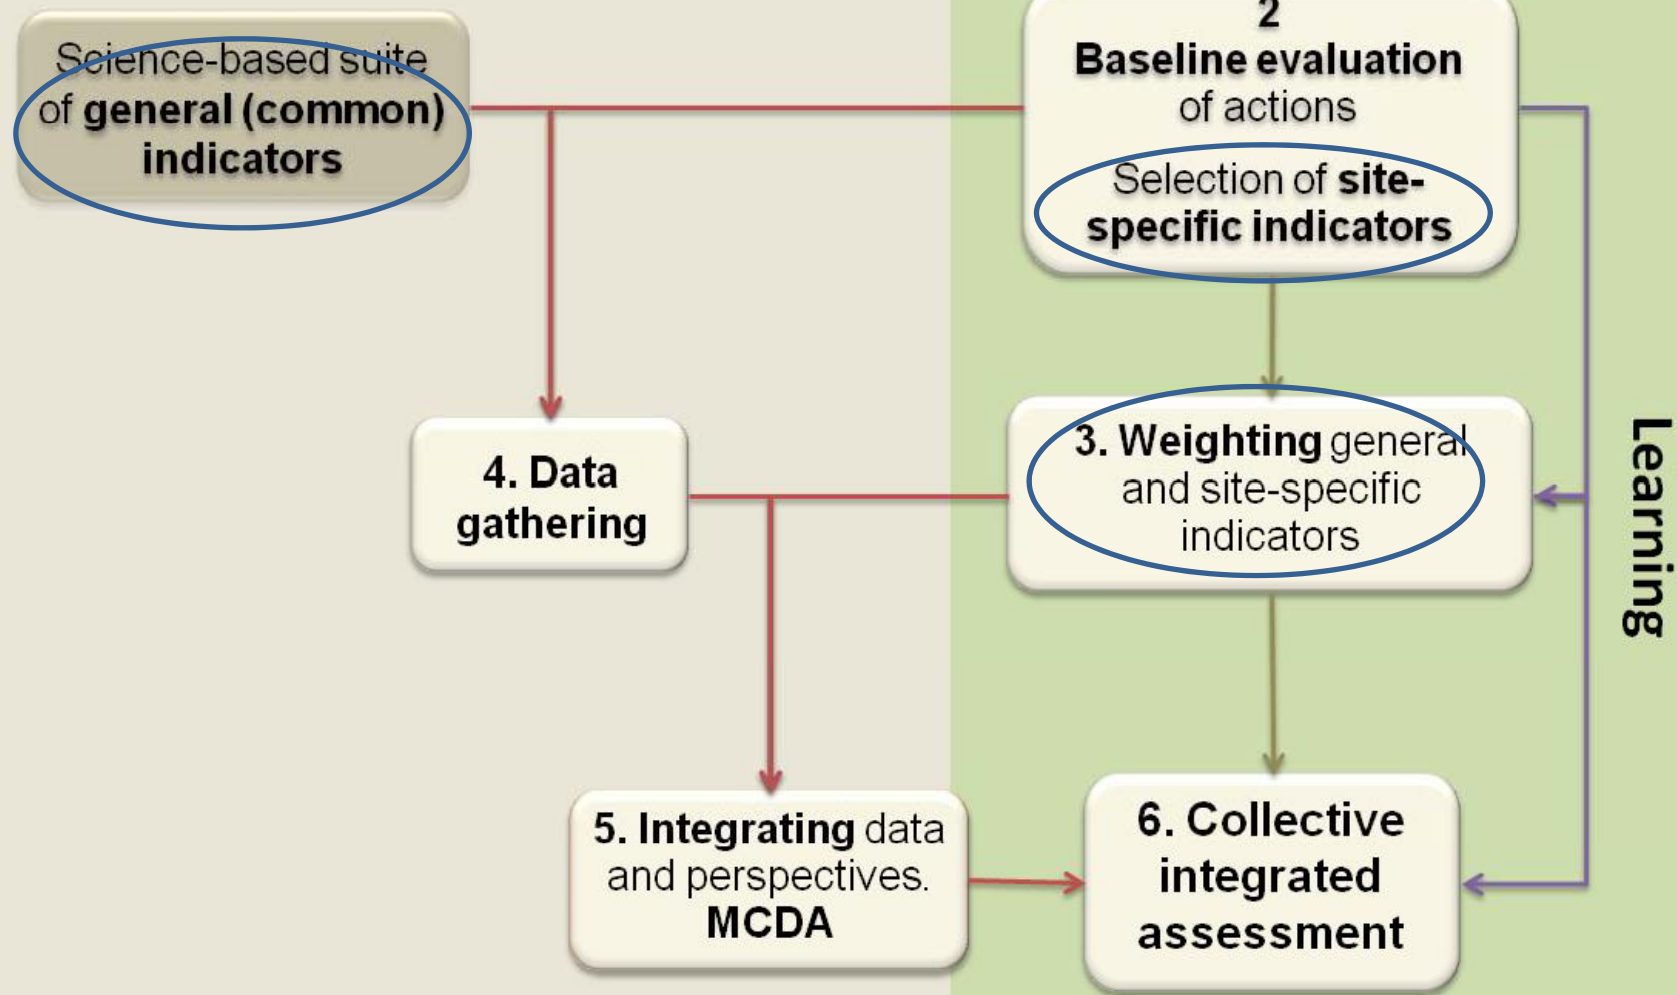 Science-based suite
of general (common)
indicators
2
Baseline evaluation
of actions
Selection of site-
specific indicators
3. Weighting general
and site-specific
indicators
4. Data
gathering
5. Integrating data
and perspectives.
MCDA
6. Collective
integrated
assessment
Learning